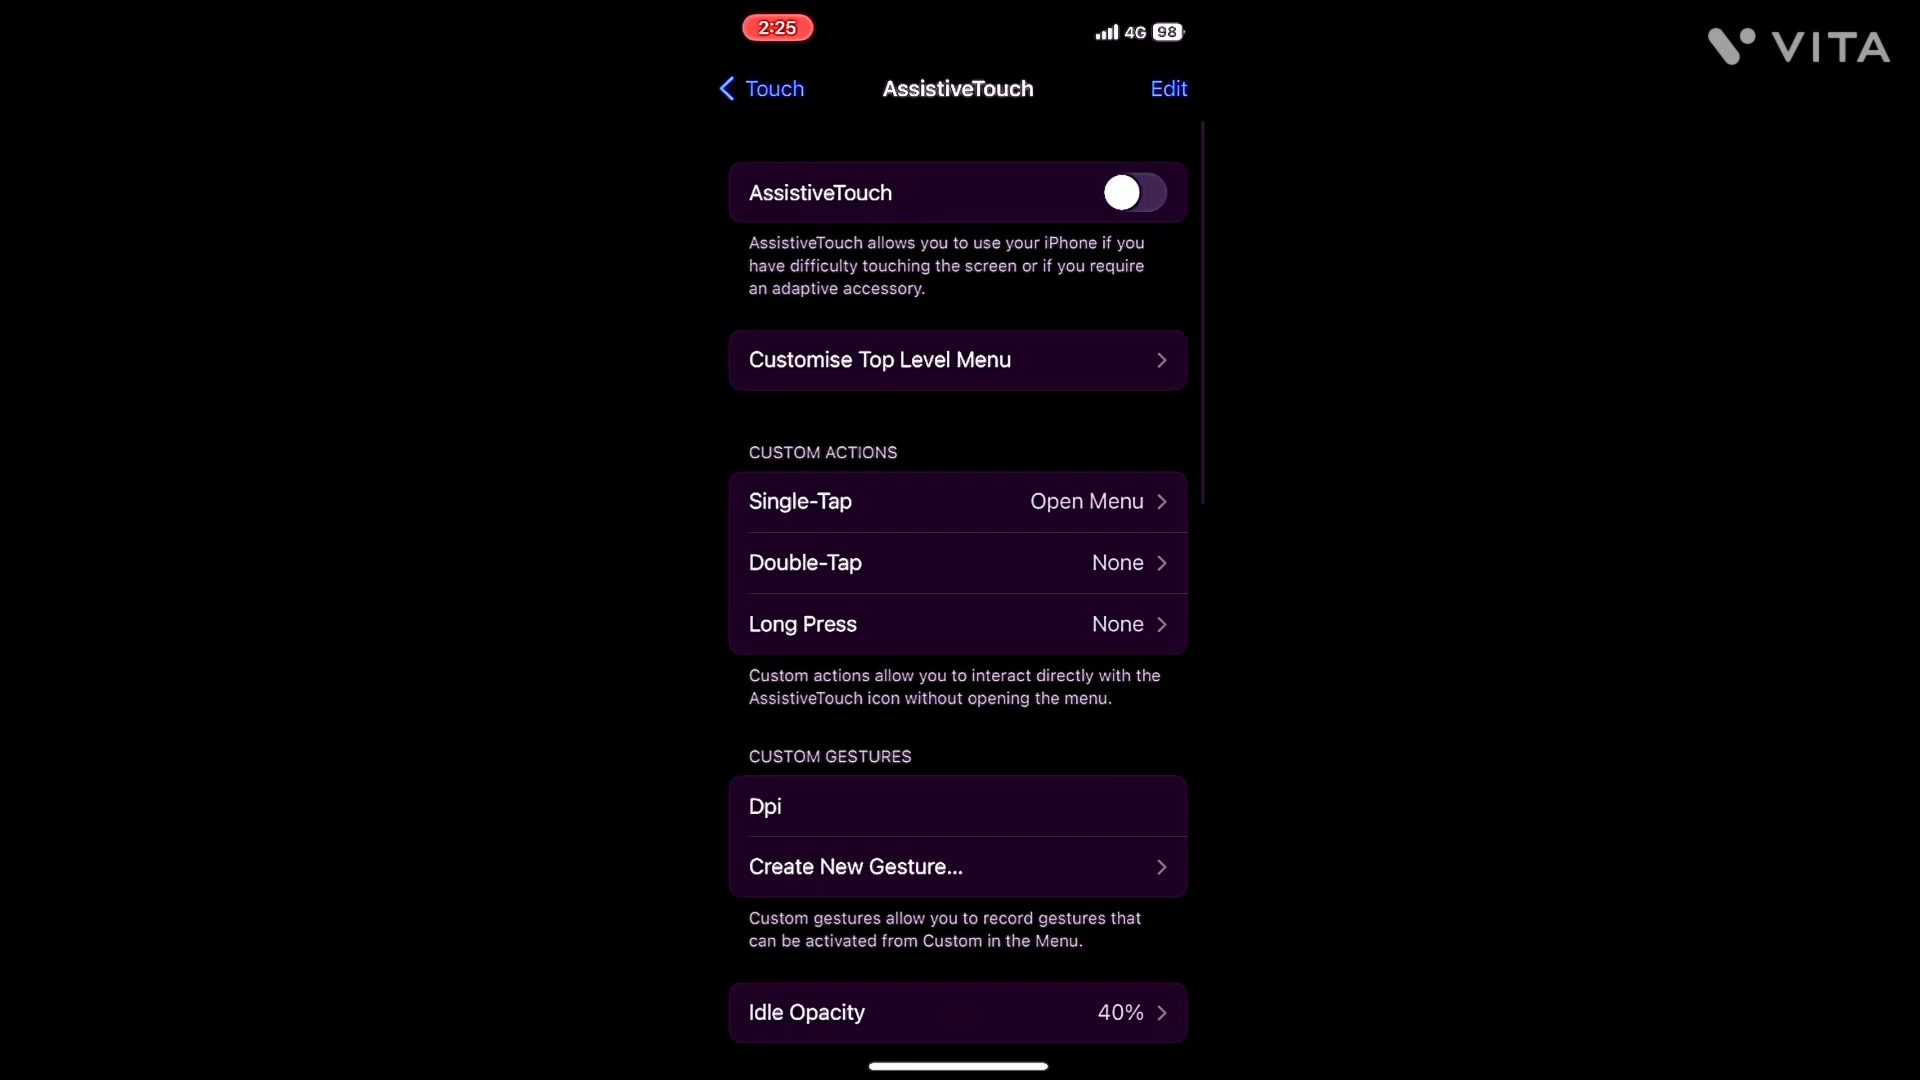 2:25
4G 98
VITA
Touch
AssistiveTouch
Edit
AssistiveTouch
AssistiveTouch allows you to use your iPhone if you
have difficulty touching the screen or if you require
an adaptive accessory.
Customise Top Level Menu
CUSTOM ACTIONS
Single-Tap Open Menu
Double-Tap None
Long Press None
Custom actions allow you to interact directly with the
AssistiveTouch icon without opening the menu.
CUSTOM GESTURES
Dpi
Create New Gesture...
Custom gestures allow you to record gestures that
can be activated from Custom in the Menu.
Idle Opacity 40%